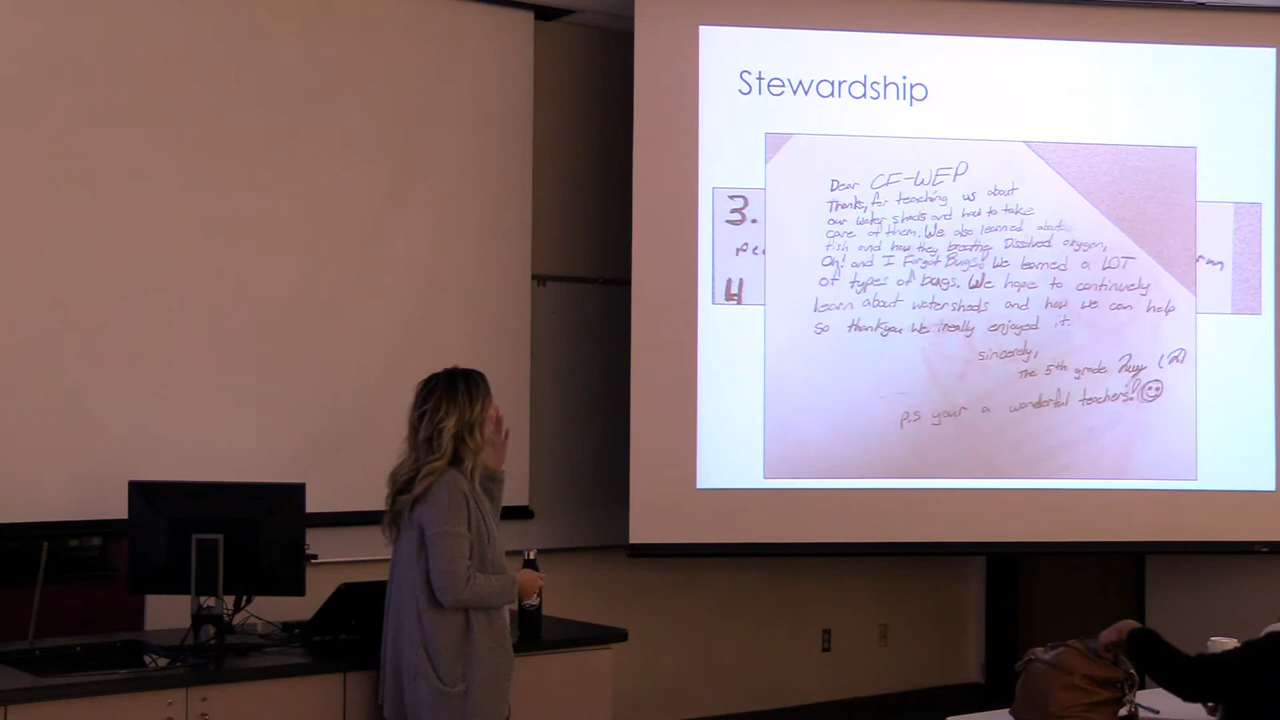 Stewardship
3.
4
Dear CF-WEP
Thanks, for teaching us about
our water sheds and how to take
care of them. We also learned about
fish and how they breathe Dissolved oxygen,
Oh! and I Forgot Bugs! We learned a LOT
of types of bugs. We hope to continuely
learn about watersheds and how we can help
so thankyou we really enjoyed it.
sincerely,
The 5th grade
p.s your a wonderful teachers!